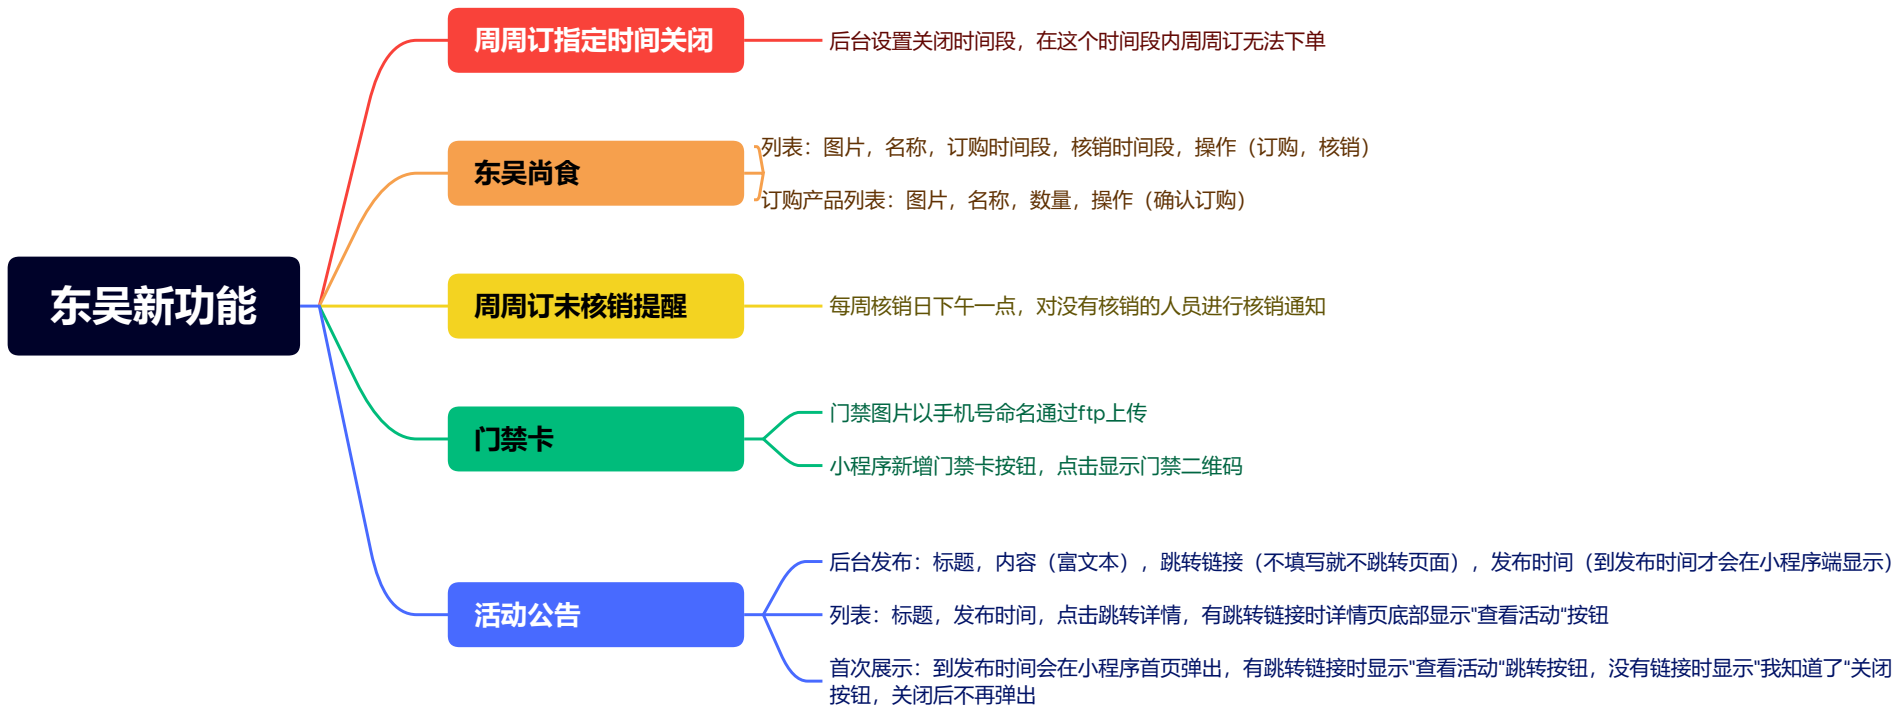 东吴新功能
周周订指定时间关闭
后台设置关闭时间段，在这个时间段内周周订无法下单
东吴尚食
列表：图片，名称，订购时间段，核销时间段，操作（订购，核销）
订购产品列表：图片，名称，数量，操作（确认订购）
周周订未核销提醒
每周核销日下午一点，对没有核销的人员进行核销通知
门禁卡
门禁图片以手机号命名通过ftp上传
小程序新增门禁卡按钮，点击显示门禁二维码
活动公告
后台发布：标题，内容（富文本），跳转链接（不填写就不跳转页面），发布时间（到发布时间才会在小程序端显示）
列表：标题，发布时间，点击跳转详情，有跳转链接时详情页底部显示"查看活动"按钮
首次展示：到发布时间会在小程序首页弹出，有跳转链接时显示"查看活动"跳转按钮，没有链接时显示"我知道了"关闭
按钮，关闭后不再弹出